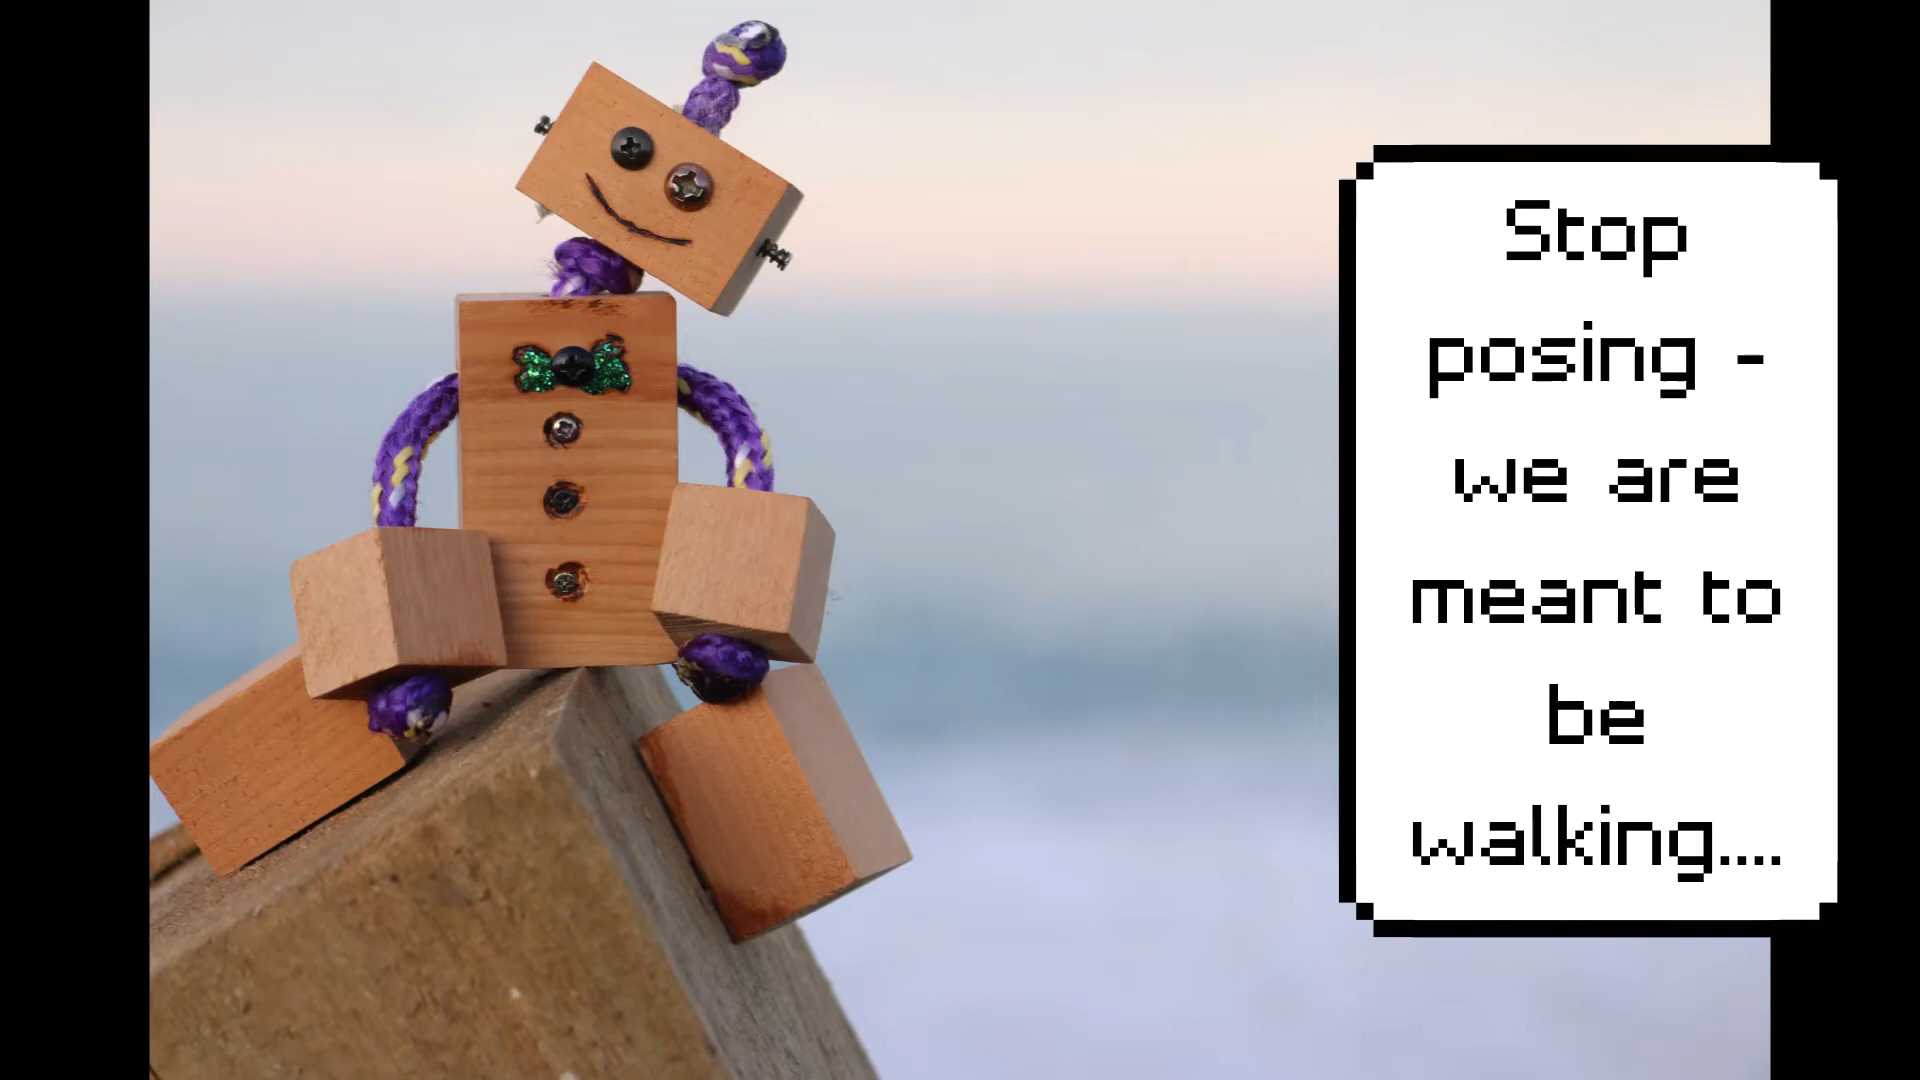 Stop
posing -
we are
meant to
be
walking....